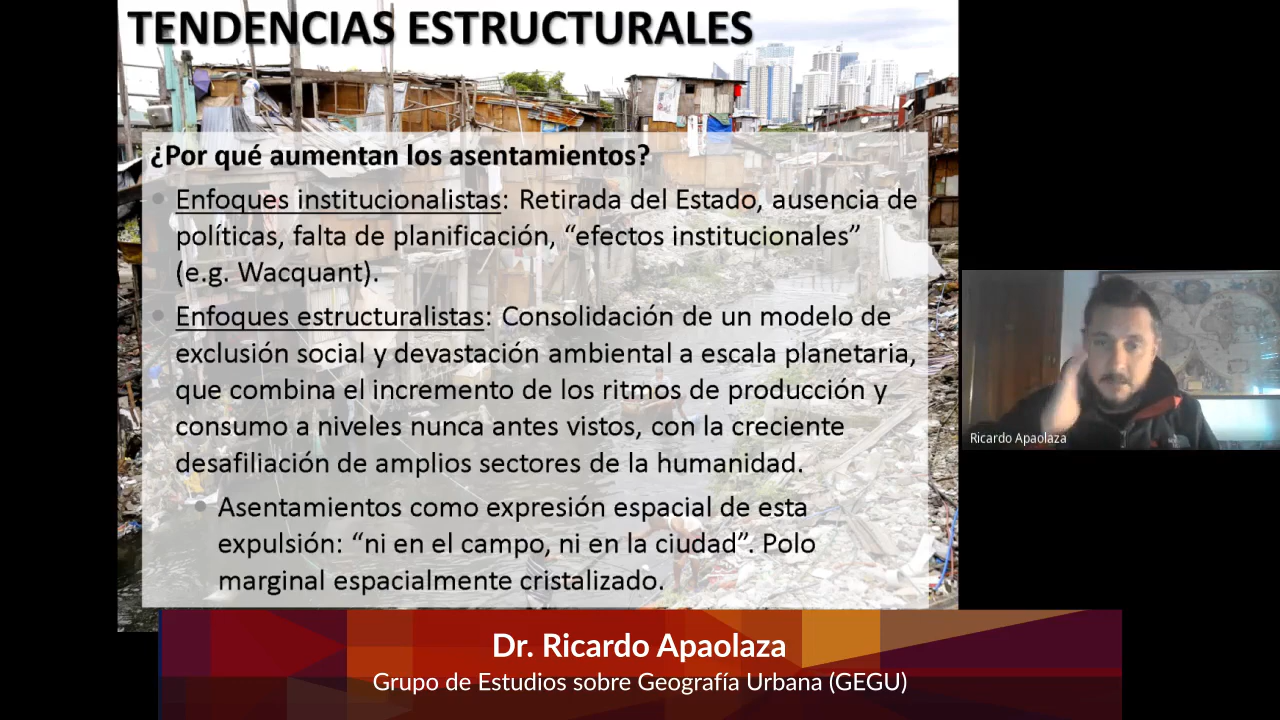 TENDENCIAS ESTRUCTURALES
¿Por qué aumentan los asentamientos?
Enfoques institucionalistas: Retirada del Estado, ausencia de
políticas, falta de planificación, “efectos institucionales”
(e.g. Wacquant).
Enfoques estructuralistas: Consolidación de un modelo de
exclusión social y devastación ambiental a escala planetaria,
que combina el incremento de los ritmos de producción y
consumo a niveles nunca antes vistos, con la creciente
desafiliación de amplios sectores de la humanidad.
Asentamientos como expresión espacial de esta
expulsión: “ni en el campo, ni en la ciudad”. Polo
marginal espacialmente cristalizado.
Ricardo Apaolaza
Dr. Ricardo Apaolaza
Grupo de Estudios sobre Geografía Urbana (GEGU)